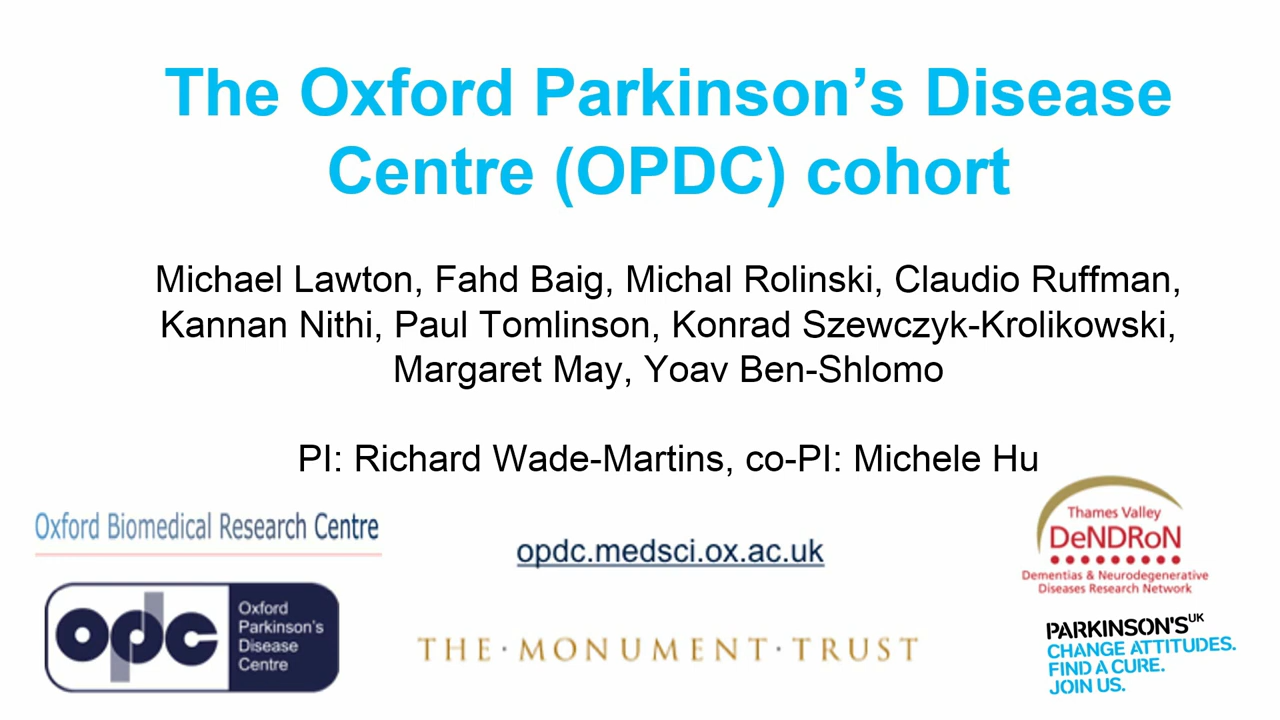 The Oxford Parkinson’s Disease
Centre (OPDC) cohort
Michael Lawton, Fahd Baig, Michal Rolinski, Claudio Ruffman,
Kannan Nithi, Paul Tomlinson, Konrad Szewczyk-Krolikowski,
Margaret May, Yoav Ben-Shlomo
PI: Richard Wade-Martins, co-PI: Michele Hu
Oxford Biomedical Research Centre
opdc.medsci.ox.ac.uk
Thames Valley
DeNDRoN
Dementias & Neurodegenerative
Diseases Research Network
opdc
Oxford
Parkinson's
Disease
Centre
THE·MONUMENT·TRUST
PARKINSON'S UK
CHANGE ATTITUDES.
FIND A CURE.
JOIN US.